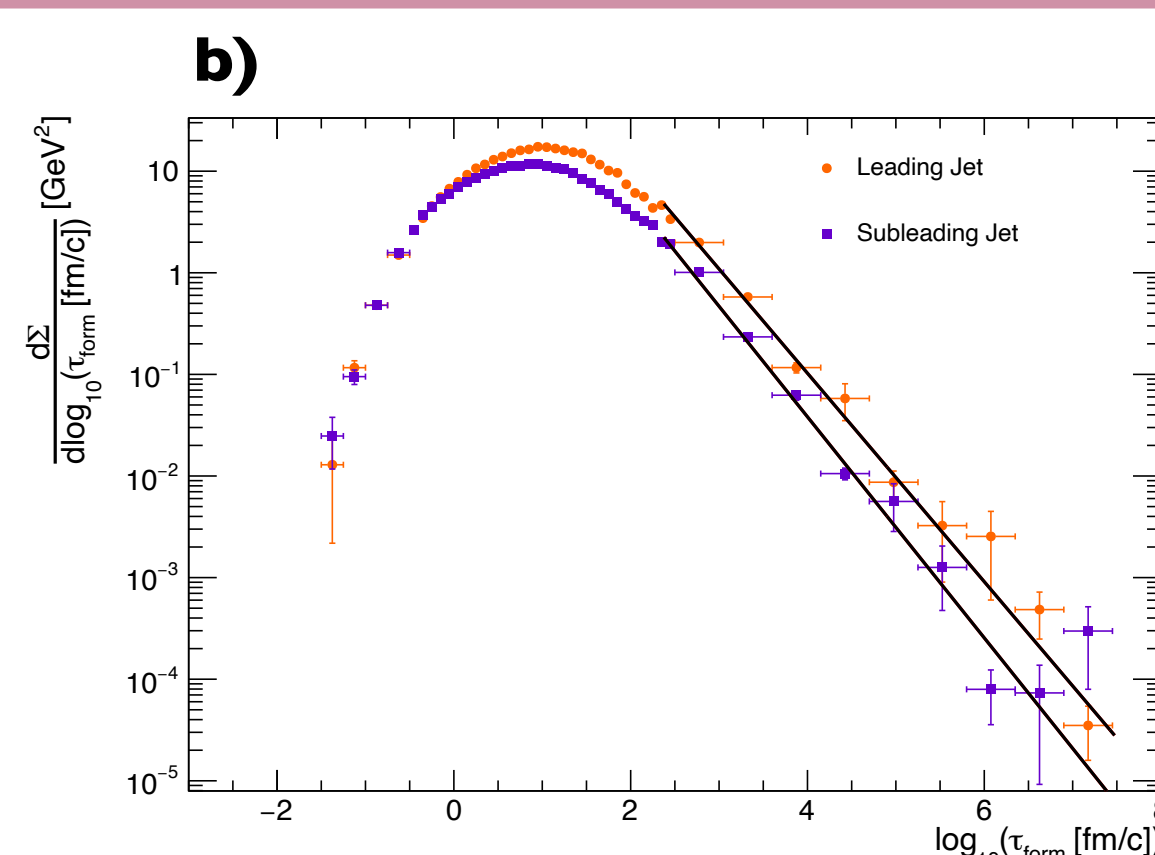 b)
dΣ
dlog₁₀(τform [fm/c]) [GeV²]
Leading Jet
Subleading Jet
10
1
10⁻¹
10⁻²
10⁻³
10⁻⁴
10⁻⁵
−2 0 2 4 6
log₁₀(τform [fm/c])